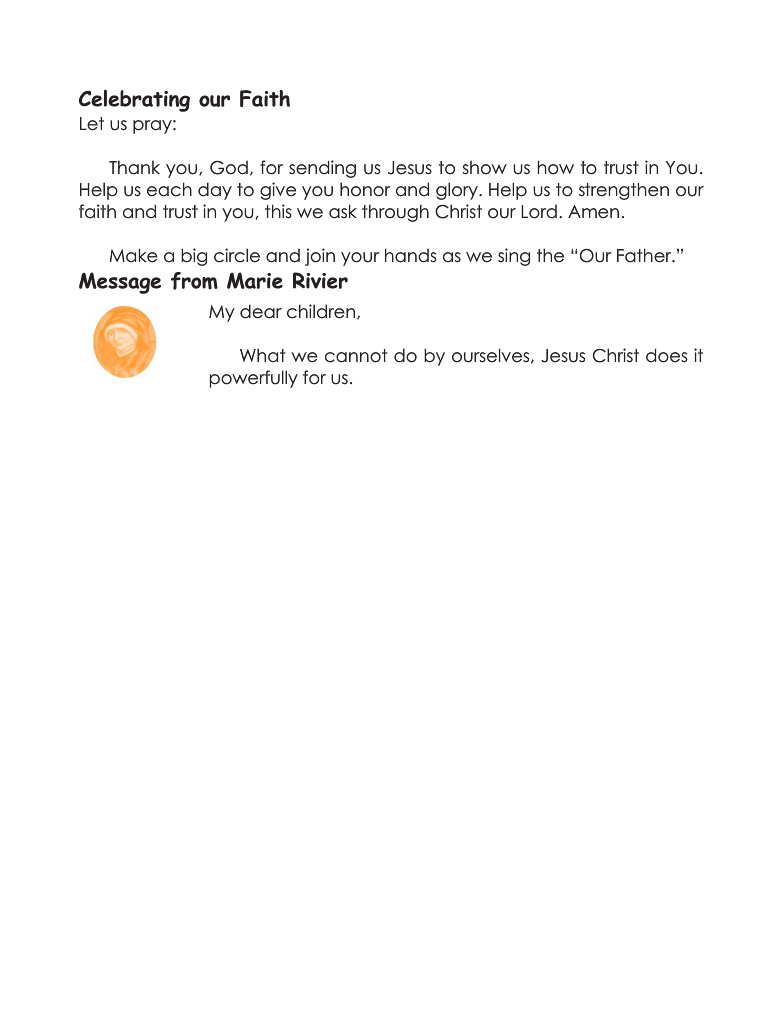 Celebrating our Faith
Let us pray:
Thank you, God, for sending us Jesus to show us how to trust in You.
Help us each day to give you honor and glory. Help us to strengthen our
faith and trust in you, this we ask through Christ our Lord. Amen.
Make a big circle and join your hands as we sing the “Our Father.”
Message from Marie Rivier
My dear children,
What we cannot do by ourselves, Jesus Christ does it
powerfully for us.